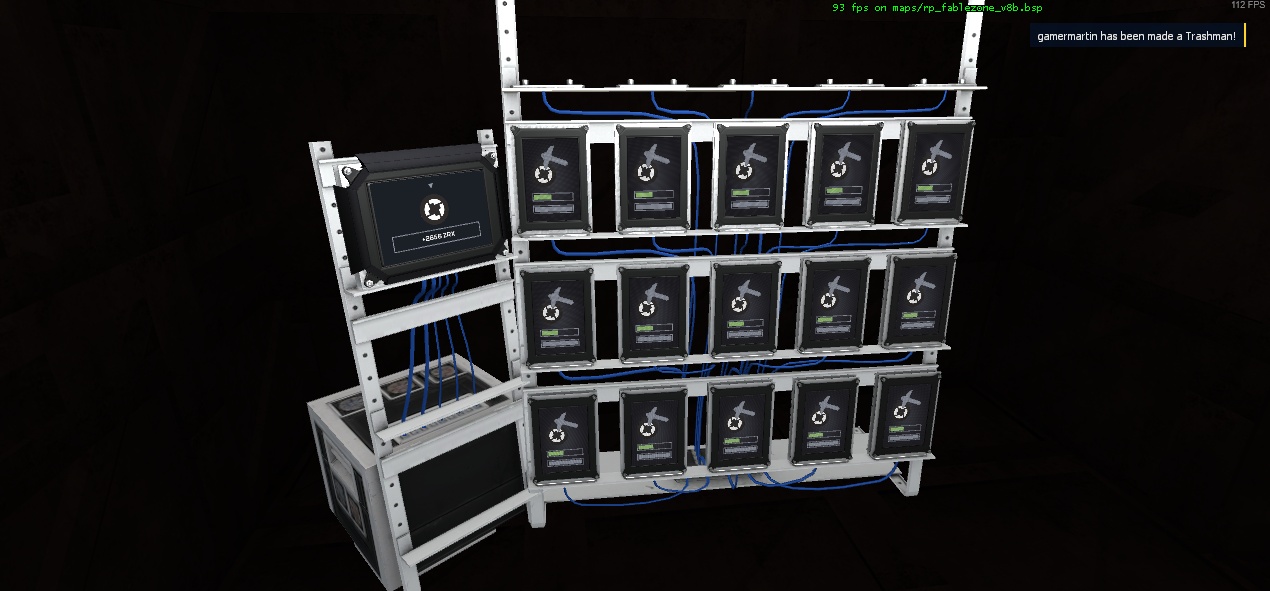 93 fps on maps/rp_fablezone_v8b.bsp
112 FPS
gamermartin has been made a Trashman!
+2656 ZRX